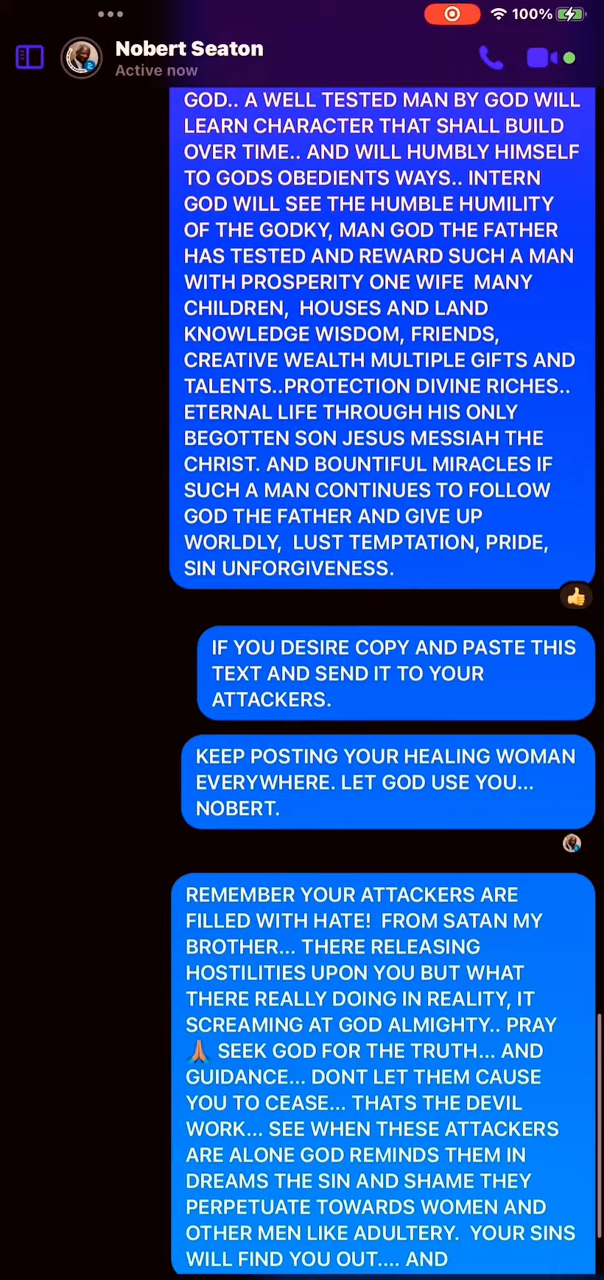 100%
Nobert Seaton
Active now
GOD.. A WELL TESTED MAN BY GOD WILL
LEARN CHARACTER THAT SHALL BUILD
OVER TIME.. AND WILL HUMBLY HIMSELF
TO GODS OBEDIENTS WAYS.. INTERN
GOD WILL SEE THE HUMBLE HUMILITY
OF THE GODKY, MAN GOD THE FATHER
HAS TESTED AND REWARD SUCH A MAN
WITH PROSPERITY ONE WIFE  MANY
CHILDREN,  HOUSES AND LAND
KNOWLEDGE WISDOM, FRIENDS,
CREATIVE WEALTH MULTIPLE GIFTS AND
TALENTS..PROTECTION DIVINE RICHES..
ETERNAL LIFE THROUGH HIS ONLY
BEGOTTEN SON JESUS MESSIAH THE
CHRIST. AND BOUNTIFUL MIRACLES IF
SUCH A MAN CONTINUES TO FOLLOW
GOD THE FATHER AND GIVE UP
WORLDLY,  LUST TEMPTATION, PRIDE,
SIN UNFORGIVENESS.
IF YOU DESIRE COPY AND PASTE THIS
TEXT AND SEND IT TO YOUR
ATTACKERS.
KEEP POSTING YOUR HEALING WOMAN
EVERYWHERE. LET GOD USE YOU...
NOBERT.
REMEMBER YOUR ATTACKERS ARE
FILLED WITH HATE!  FROM SATAN MY
BROTHER... THERE RELEASING
HOSTILITIES UPON YOU BUT WHAT
THERE REALLY DOING IN REALITY, IT
SCREAMING AT GOD ALMIGHTY.. PRAY
🙏🏽 SEEK GOD FOR THE TRUTH... AND
GUIDANCE... DONT LET THEM CAUSE
YOU TO CEASE... THATS THE DEVIL
WORK... SEE WHEN THESE ATTACKERS
ARE ALONE GOD REMINDS THEM IN
DREAMS THE SIN AND SHAME THEY
PERPETUATE TOWARDS WOMEN AND
OTHER MEN LIKE ADULTERY.  YOUR SINS
WILL FIND YOU OUT.... AND